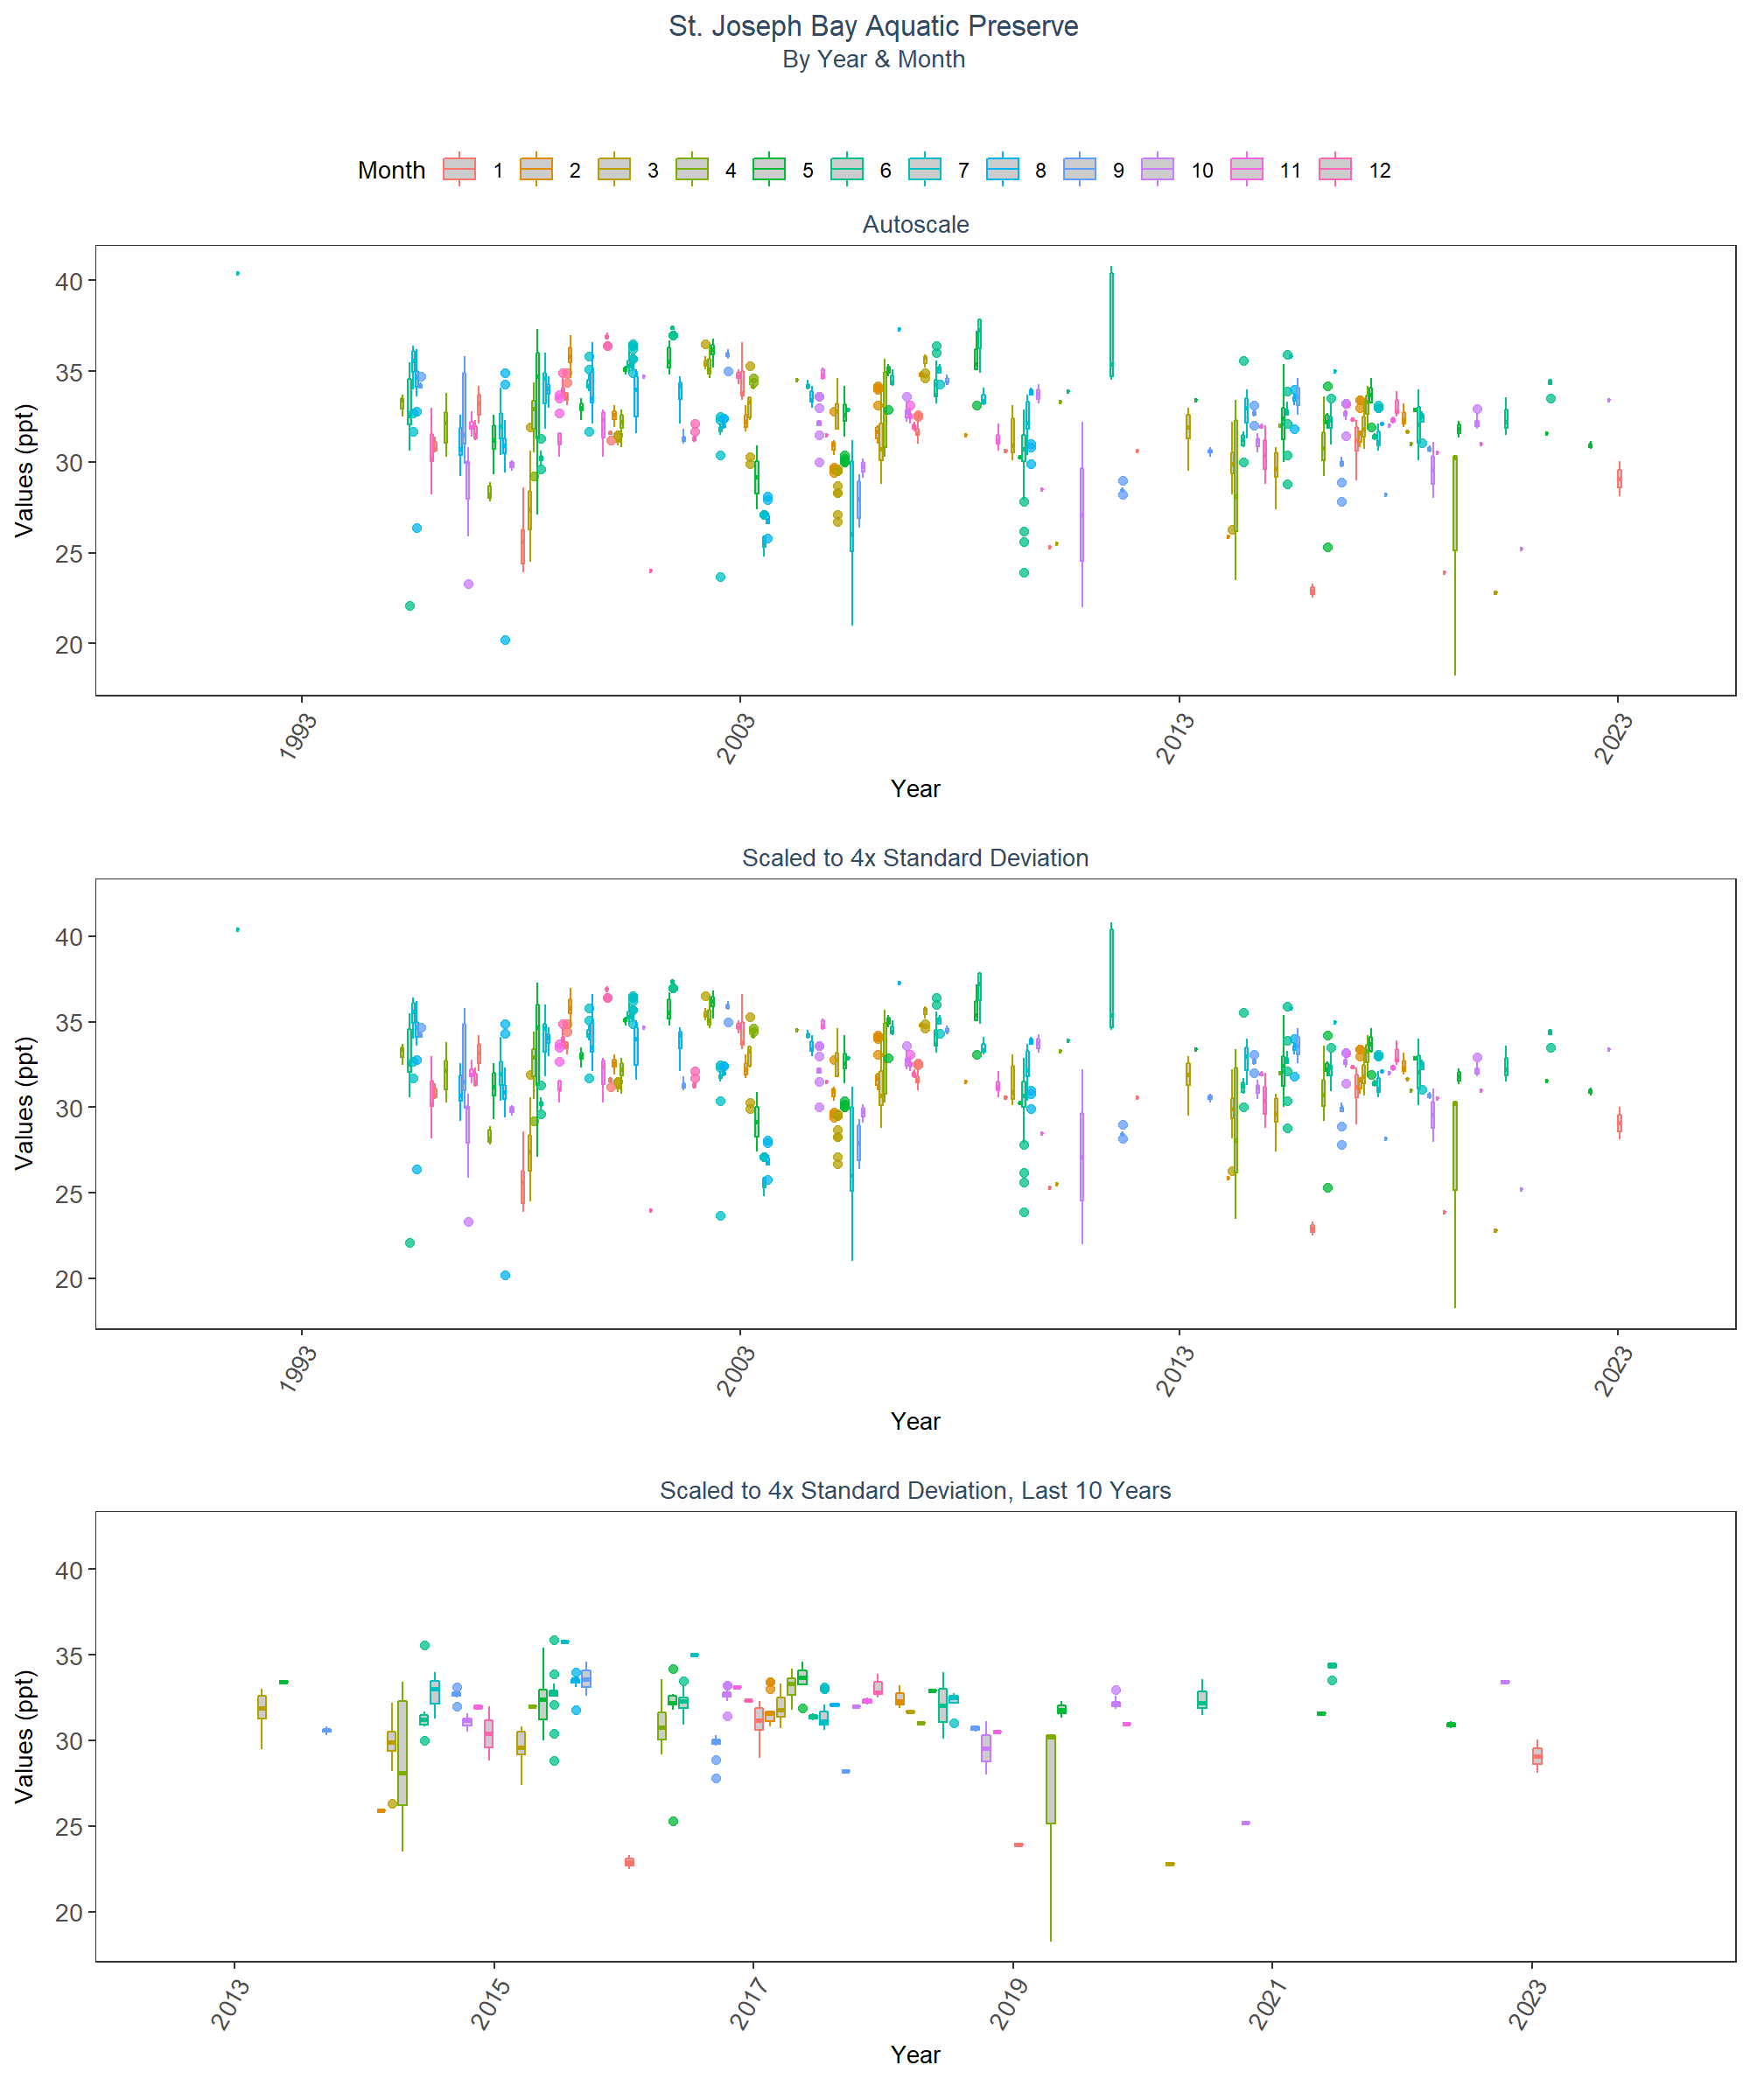 St. Joseph Bay Aquatic Preserve
By Year & Month
Month 1 2 3 4 5 6 7 8 9 10 11 12
Autoscale
Values (ppt)
40
35
30
25
20
1993 2003 2013 2023
Year
Scaled to 4x Standard Deviation
Values (ppt)
40
35
30
25
20
1993 2003 2013 2023
Year
Scaled to 4x Standard Deviation, Last 10 Years
Values (ppt)
40
35
30
25
20
2013 2015 2017 2019 2021 2023
Year